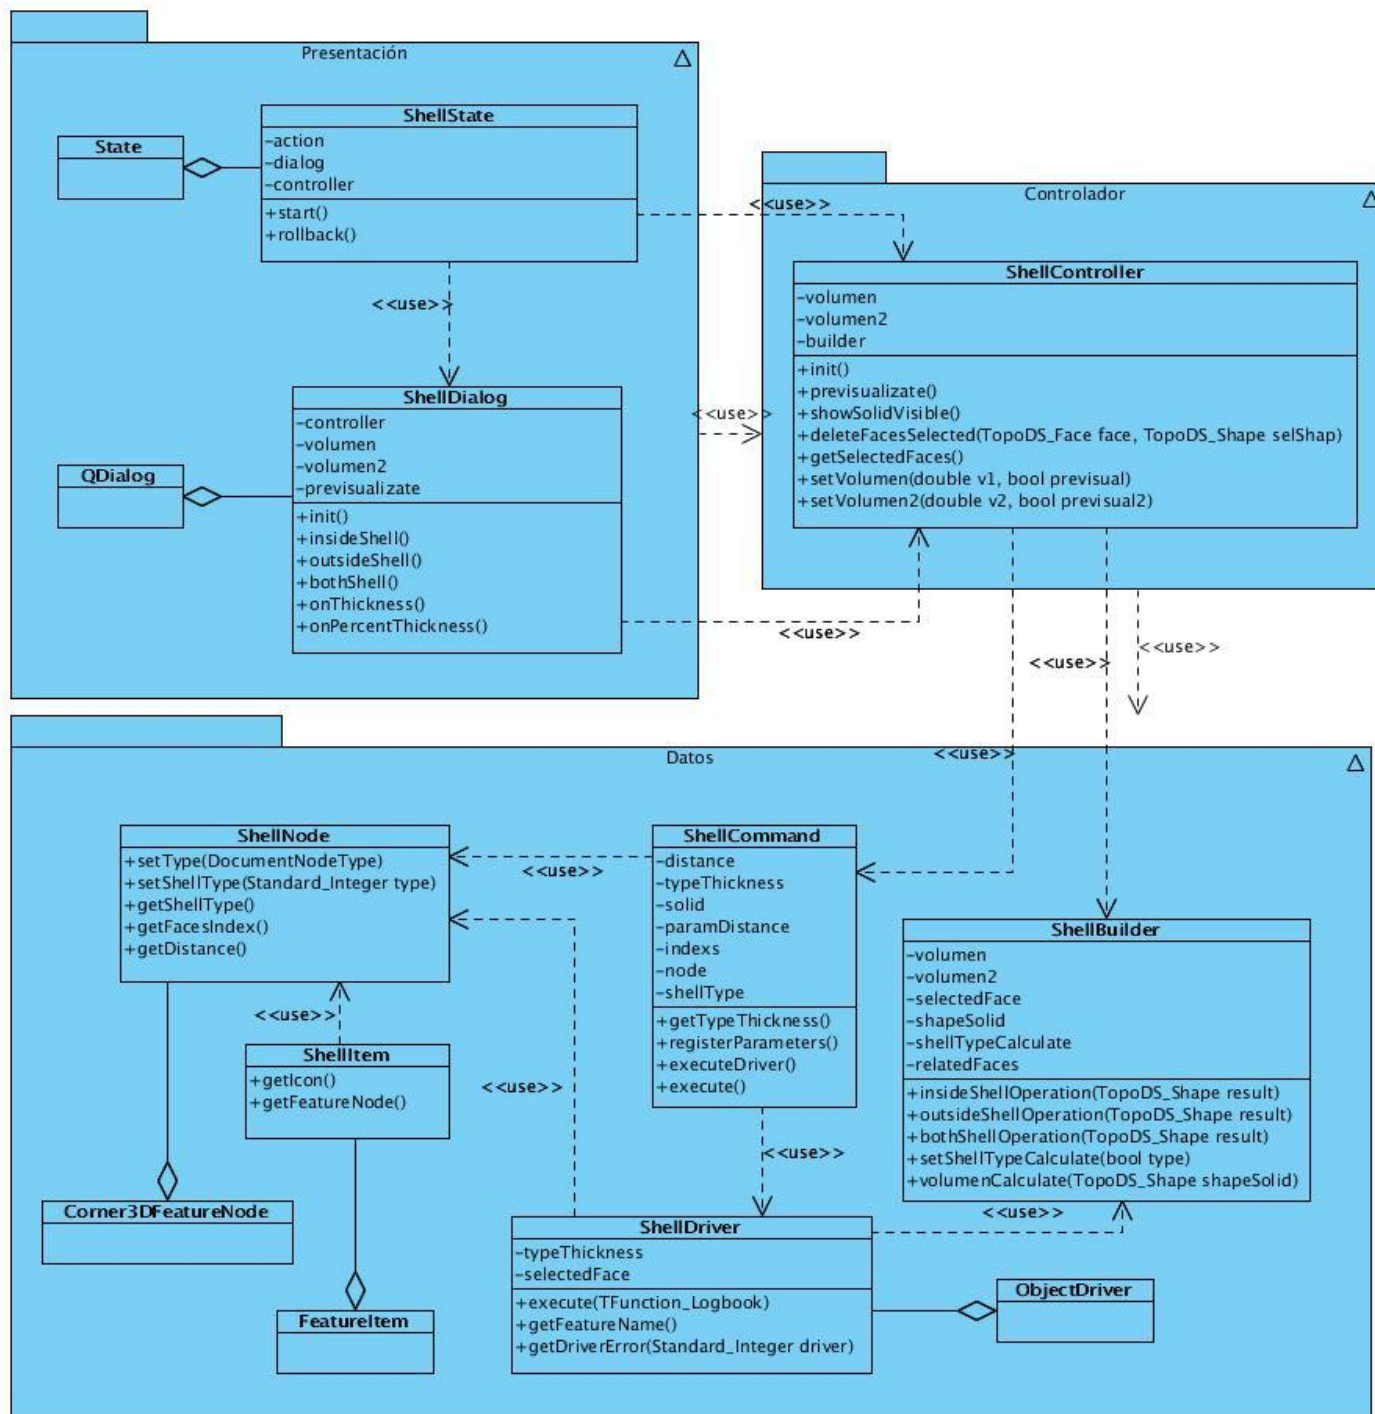 Presentación
ShellState
-action
-dialog
-controller
+start()
+rollback()
State
<<use>>
<<use>>
ShellDialog
-controller
-volumen
-volumen2
-previsualizate
+init()
+insideShell()
+outsideShell()
+bothShell()
+onThickness()
+onPercentThickness()
QDialog
<<use>>
<<use>>
Controlador
ShellController
-volumen
-volumen2
-builder
+init()
+previsualizate()
+showSolidVisible()
+deleteFacesSelected(TopoDS_Face face, TopoDS_Shape selShap)
+getSelectedFaces()
+setVolumen(double v1, bool previsual)
+setVolumen2(double v2, bool previsual2)
<<use>>
<<use>>
<<use>>
Datos
ShellNode
+setType(DocumentNodeType)
+setShellType(Standard_Integer type)
+getShellType()
+getFacesIndex()
+getDistance()
<<use>>
ShellCommand
-distance
-typeThickness
-solid
-paramDistance
-indexs
-node
-shellType
+getTypeThickness()
+registerParameters()
+executeDriver()
+execute()
ShellBuilder
-volumen
-volumen2
-selectedFace
-shapeSolid
-shellTypeCalculate
-relatedFaces
+insideShellOperation(TopoDS_Shape result)
+outsideShellOperation(TopoDS_Shape result)
+bothShellOperation(TopoDS_Shape result)
+setShellTypeCalculate(bool type)
+volumenCalculate(TopoDS_Shape shapeSolid)
<<use>>
ShellItem
+getIcon()
+getFeatureNode()
<<use>>
<<use>>
<<use>>
Corner3DFeatureNode
FeatureItem
ShellDriver
-typeThickness
-selectedFace
+execute(TFunction_Logbook)
+getFeatureName()
+getDriverError(Standard_Integer driver)
ObjectDriver